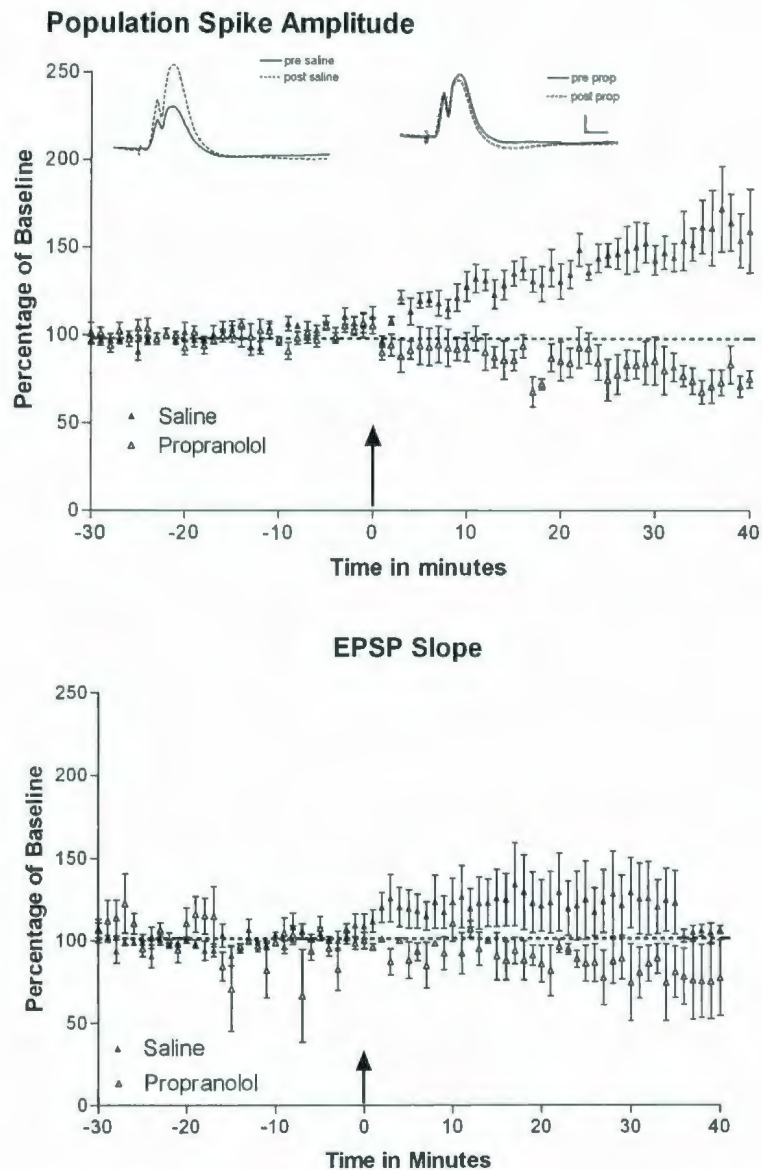 Population Spike Amplitude
pre saline
post saline
pre prop
post prop
Percentage of Baseline
250
200
150
100
50
0
Saline
Propranolol
-30 -20 -10 0 10 20 30 40
Time in minutes
EPSP Slope
Percentage of Baseline
250
200
150
100
50
0
Saline
Propranolol
-30 -20 -10 0 10 20 30 40
Time in Minutes